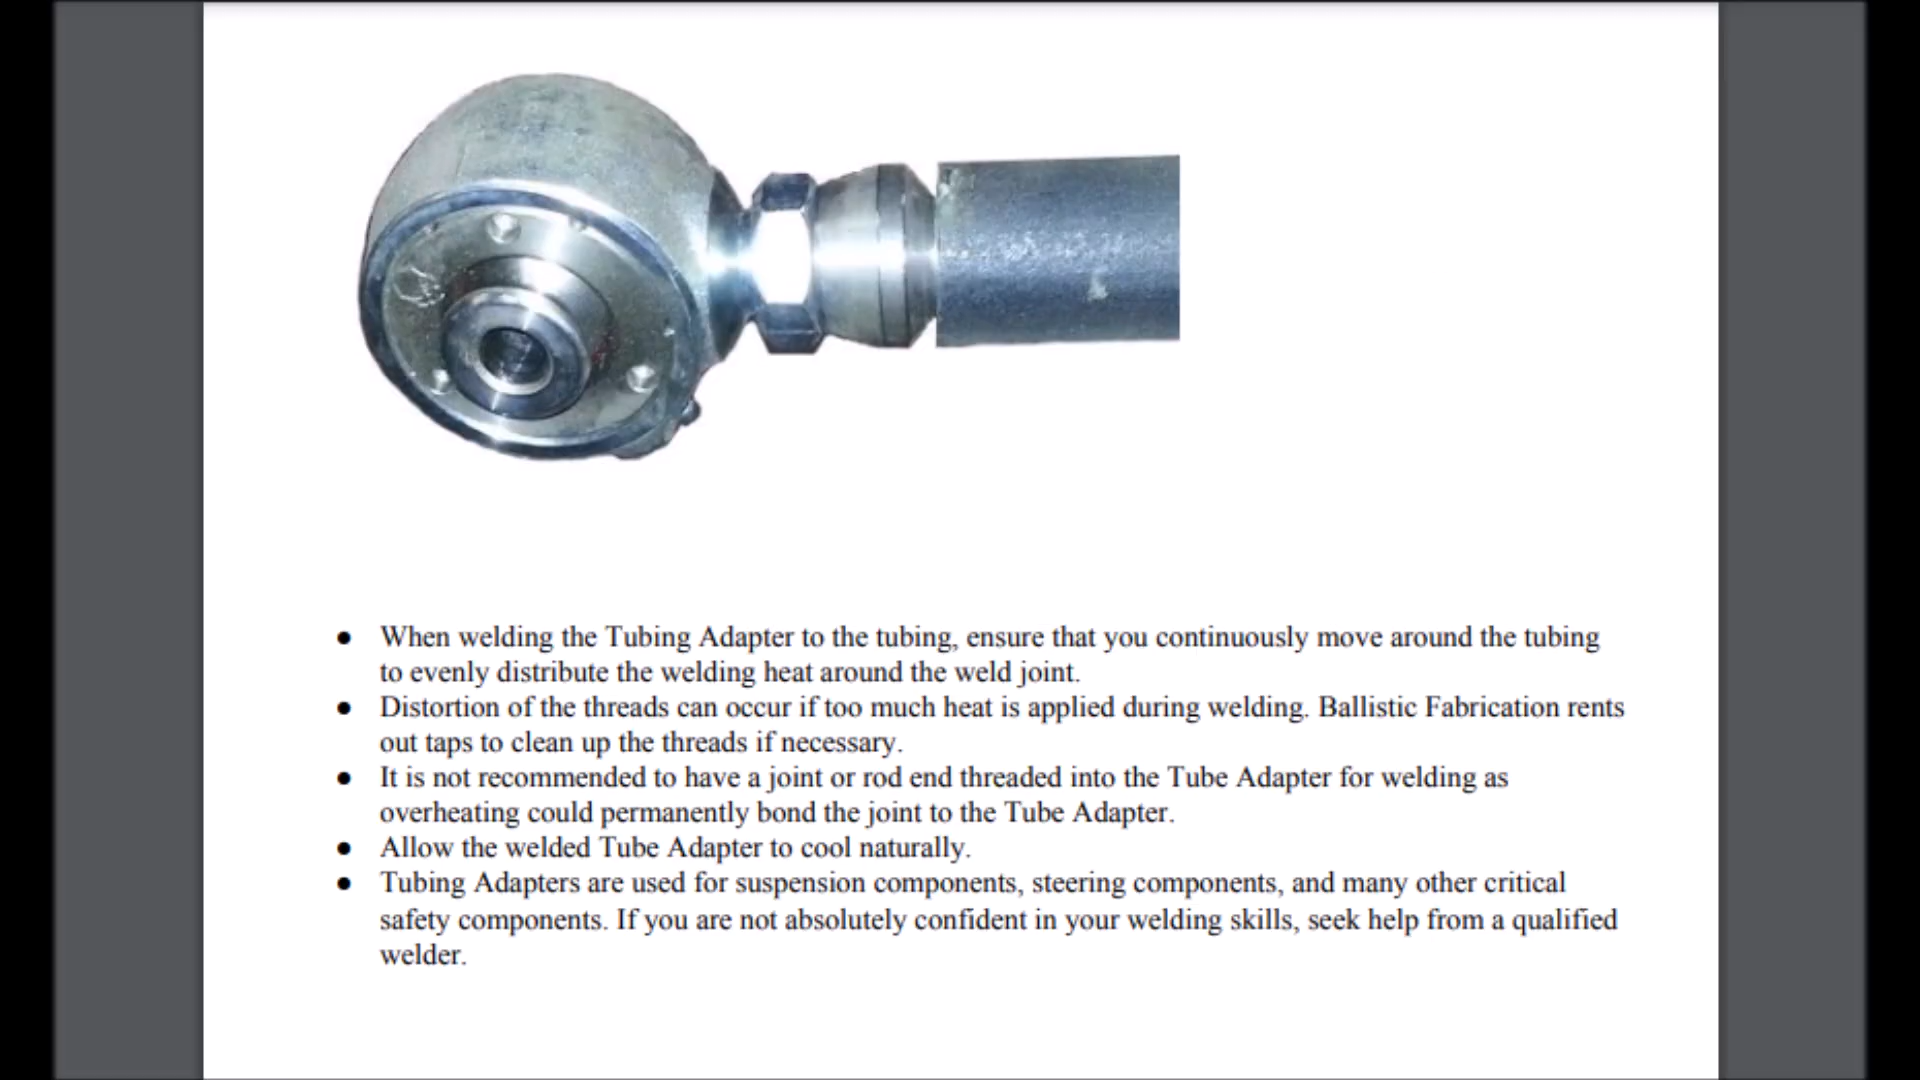 ● When welding the Tubing Adapter to the tubing, ensure that you continuously move around the tubing
to evenly distribute the welding heat around the weld joint.
● Distortion of the threads can occur if too much heat is applied during welding. Ballistic Fabrication rents
out taps to clean up the threads if necessary.
● It is not recommended to have a joint or rod end threaded into the Tube Adapter for welding as
overheating could permanently bond the joint to the Tube Adapter.
● Allow the welded Tube Adapter to cool naturally.
● Tubing Adapters are used for suspension components, steering components, and many other critical
safety components. If you are not absolutely confident in your welding skills, seek help from a qualified
welder.